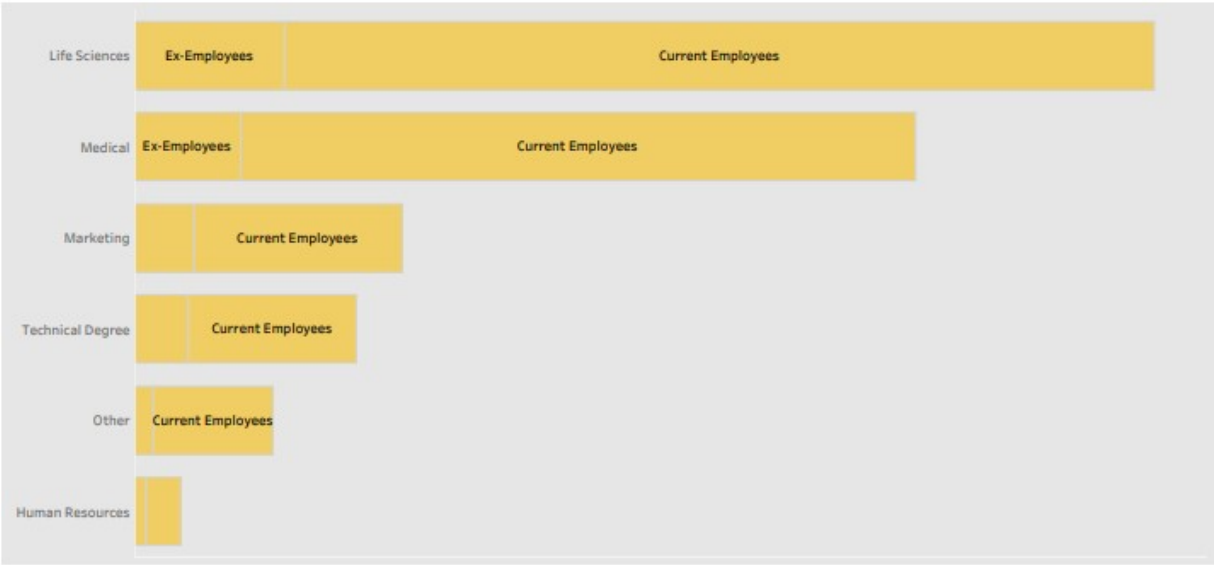 Life Sciences Ex-Employees Current Employees
Medical Ex-Employees Current Employees
Marketing Current Employees
Technical Degree Current Employees
Other Current Employees
Human Resources